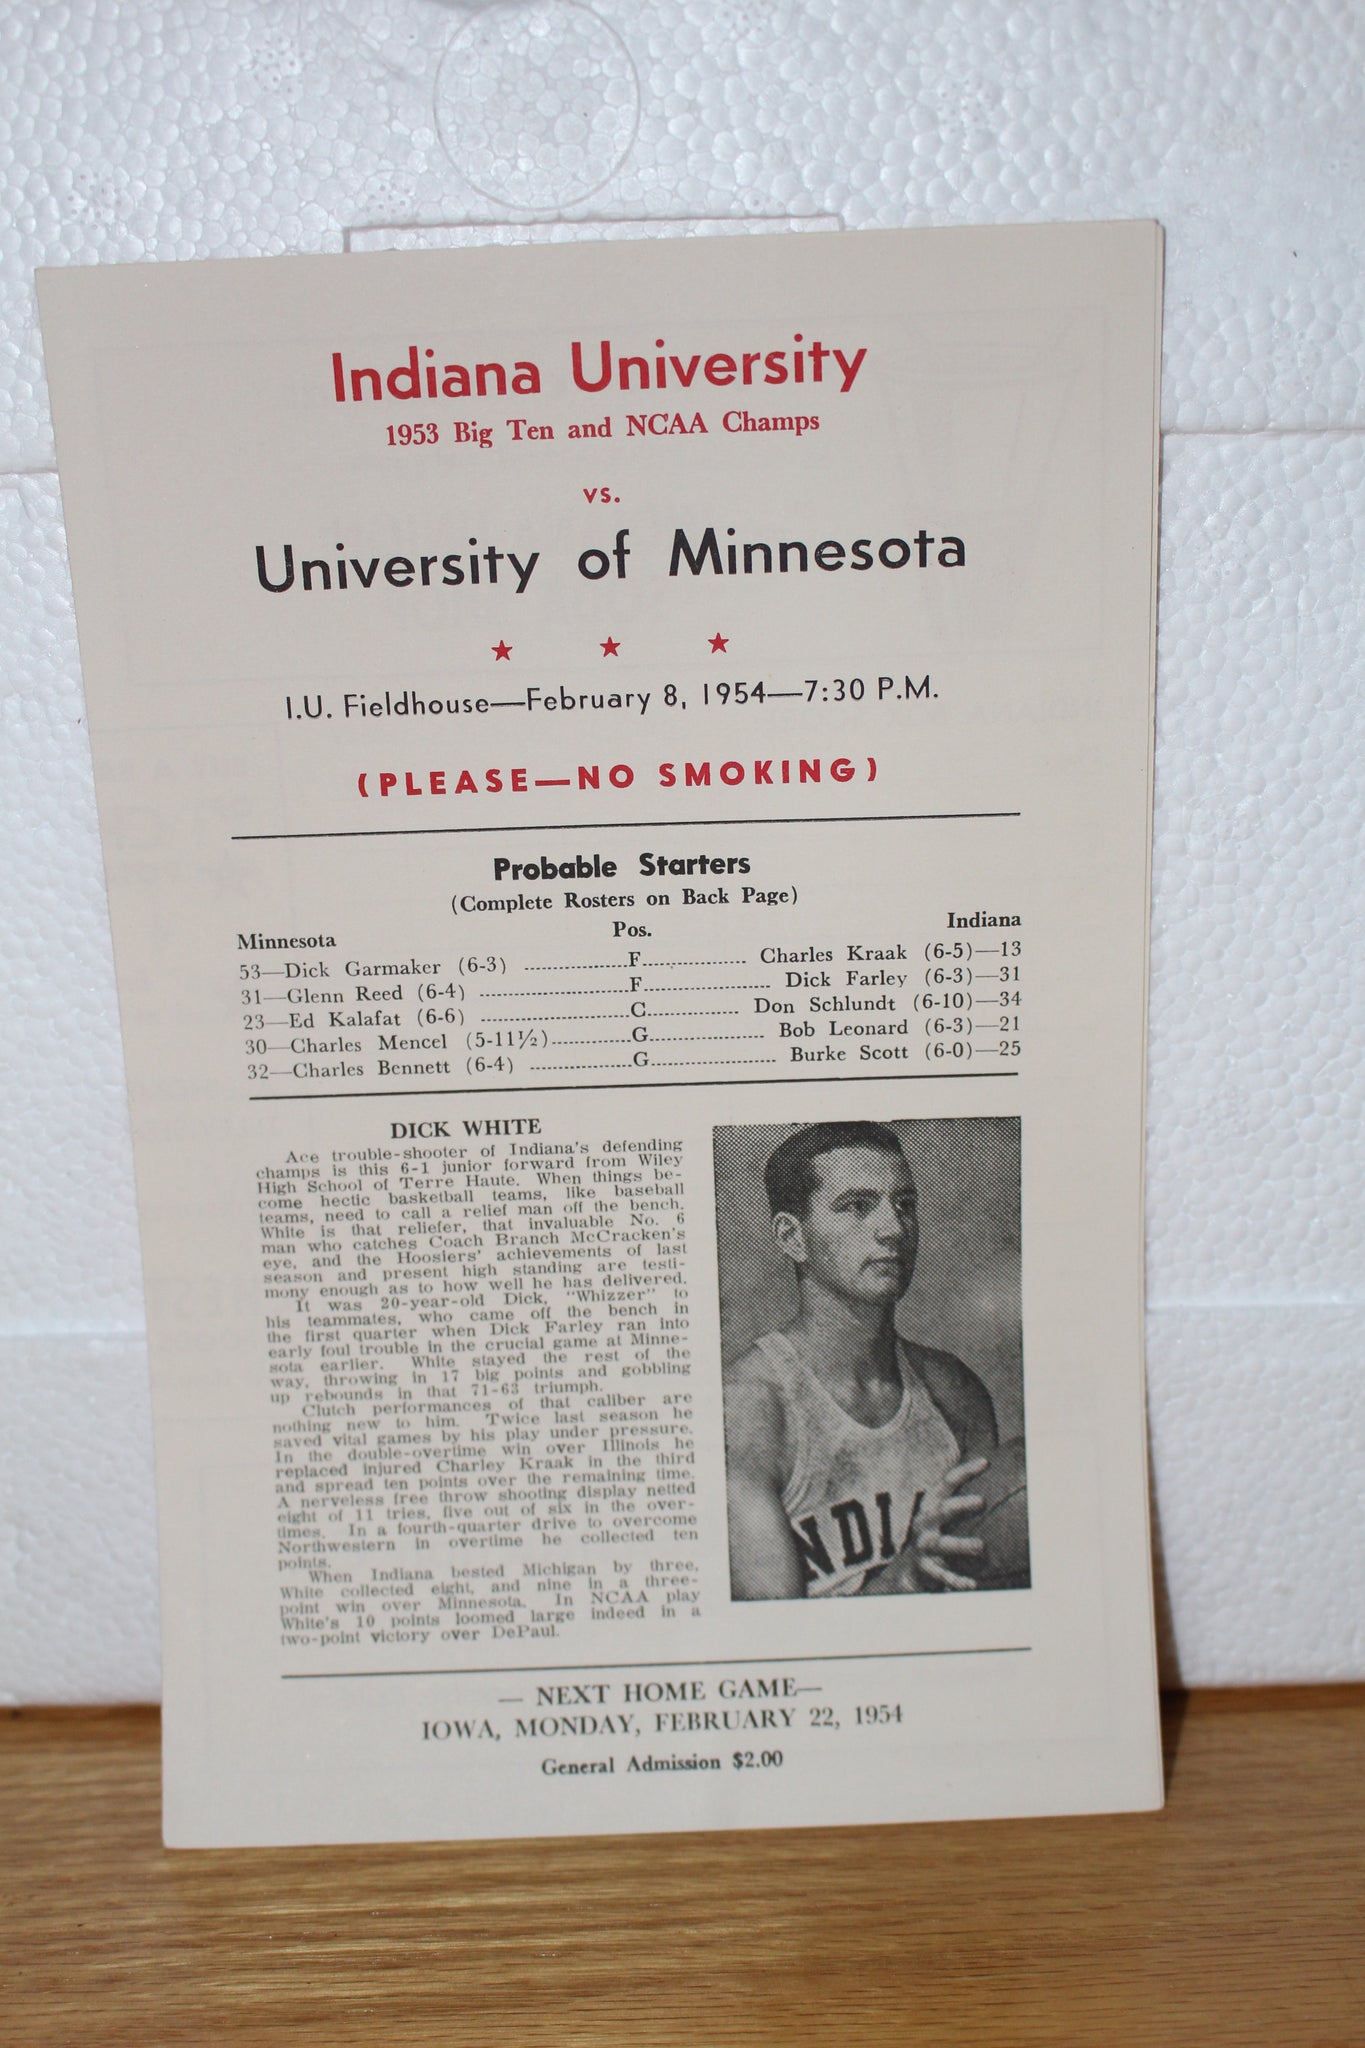 Indiana University
1953 Big Ten and NCAA Champs
vs.
University of Minnesota
★ ★ ★
I.U. Fieldhouse—February 8, 1954—7:30 P.M.
(PLEASE—NO SMOKING)
Probable Starters
(Complete Rosters on Back Page)
Minnesota Pos. Indiana
53—Dick Garmaker (6-3) ....................F.................... Charles Kraak (6-5)—13
31—Glenn Reed (6-4) ....................F.................... Dick Farley (6-3)—31
23—Ed Kalafat (6-6) ....................C.................... Don Schlundt (6-10)—34
30—Charles Mencel (5-11½)....................G.................... Bob Leonard (6-3)—21
32—Charles Bennett (6-4) ....................G.................... Burke Scott (6-0)—25
DICK WHITE
Ace trouble-shooter of Indiana's defending
champs is this 6-1 junior forward from Wiley
High School of Terre Haute. When things be-
come hectic basketball teams, like baseball
teams, need to call a relief man off the bench.
White is that reliefer, that invaluable No. 6
man who catches Coach Branch McCracken's
eye, and the Hoosiers' achievements of last
season and present high standing are testi-
mony enough as to how well he has delivered.
It was 20-year-old Dick, "Whizzer" to
his teammates, who came off the bench in
the first quarter when Dick Farley ran into
early foul trouble in the crucial game at Minne-
sota earlier. White stayed the rest of the
way, throwing in 17 big points and gobbling
up rebounds in that 71-63 triumph.
Clutch performances of that caliber are
nothing new to him. Twice last season he
saved vital games by his play under pressure.
In the double-overtime win over Illinois he
replaced injured Charley Kraak in the third
and spread ten points over the remaining time.
A nerveless free throw shooting display netted
eight of 11 tries, five out of six in the over-
times. In a fourth-quarter drive to overcome
Northwestern in overtime he collected ten
points.
When Indiana bested Michigan by three,
White collected eight, and nine in a three-
point win over Minnesota. In NCAA play
White's 10 points loomed large indeed in a
two-point victory over DePaul.
NDIA
— NEXT HOME GAME—
IOWA, MONDAY, FEBRUARY 22, 1954
General Admission $2.00